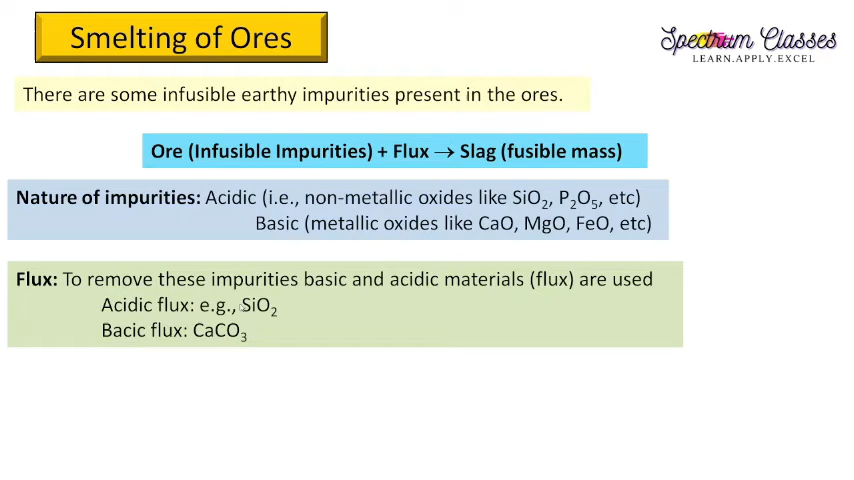 Smelting of Ores
Spectrum Classes
LEARN.APPLY.EXCEL
There are some infusible earthy impurities present in the ores.
Ore (Infusible Impurities) + Flux → Slag (fusible mass)
Nature of impurities: Acidic (i.e., non-metallic oxides like SiO₂, P₂O₅, etc)
Basic (metallic oxides like CaO, MgO, FeO, etc)
Flux: To remove these impurities basic and acidic materials (flux) are used
Acidic flux: e.g., SiO₂
Bacic flux: CaCO₃